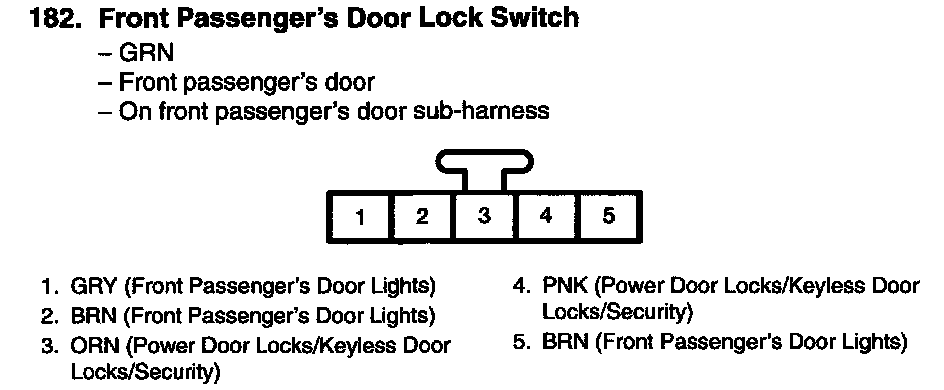 182. Front Passenger's Door Lock Switch
– GRN
– Front passenger's door
– On front passenger's door sub-harness
1 2 3 4 5
1. GRY (Front Passenger's Door Lights)
2. BRN (Front Passenger's Door Lights)
3. ORN (Power Door Locks/Keyless Door
Locks/Security)
4. PNK (Power Door Locks/Keyless Door
Locks/Security)
5. BRN (Front Passenger's Door Lights)